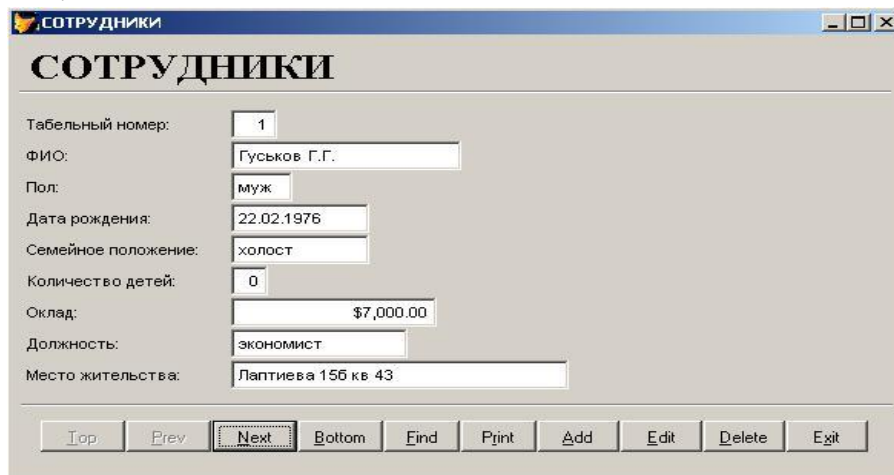 СОТРУДНИКИ
СОТРУДНИКИ
Табельный номер: 1
ФИО: Гуськов Г.Г.
Пол: муж
Дата рождения: 22.02.1976
Семейное положение: холост
Количество детей: 0
Оклад: $7,000.00
Должность: экономист
Место жительства: Лаптиева 15б кв 43
Top Prev Next Bottom Find Print Add Edit Delete Exit